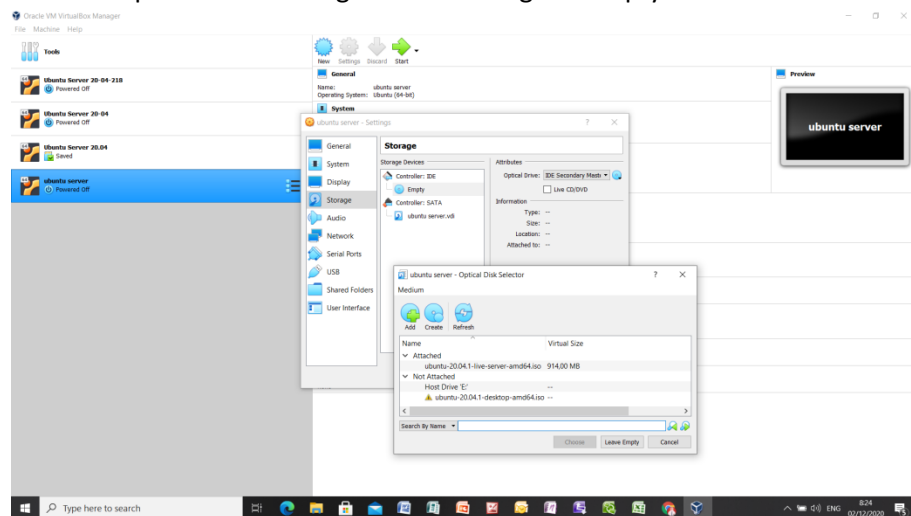 Oracle VM VirtualBox Manager
File Machine Help
Tools
New Settings Discard Start
Ubuntu Server 20-04-218
Powered Off
Ubuntu Server 20-04
Powered Off
Ubuntu Server 20.04
Saved
ubuntu server
Powered Off
General
Name: ubuntu server
Operating System: Ubuntu (64-bit)
System
Preview
ubuntu server
ubuntu server - Settings
General
System
Display
Storage
Audio
Network
Serial Ports
USB
Shared Folders
User Interface
Storage
Storage Devices
Controller: IDE
Empty
Controller: SATA
ubuntu server.vdi
Attributes
Optical Drive: IDE Secondary Mast
Live CD/DVD
Information
Type: --
Size: --
Location: --
Attached to: --
ubuntu server - Optical Disk Selector
Medium
Add Create Refresh
Name Virtual Size
Attached
ubuntu-20.04.1-live-server-amd64.iso 914,00 MB
Not Attached
Host Drive 'E:' --
ubuntu-20.04.1-desktop-amd64.iso --
Search By Name
Choose Leave Empty Cancel
Type here to search
ENG
8:24
02/12/2020